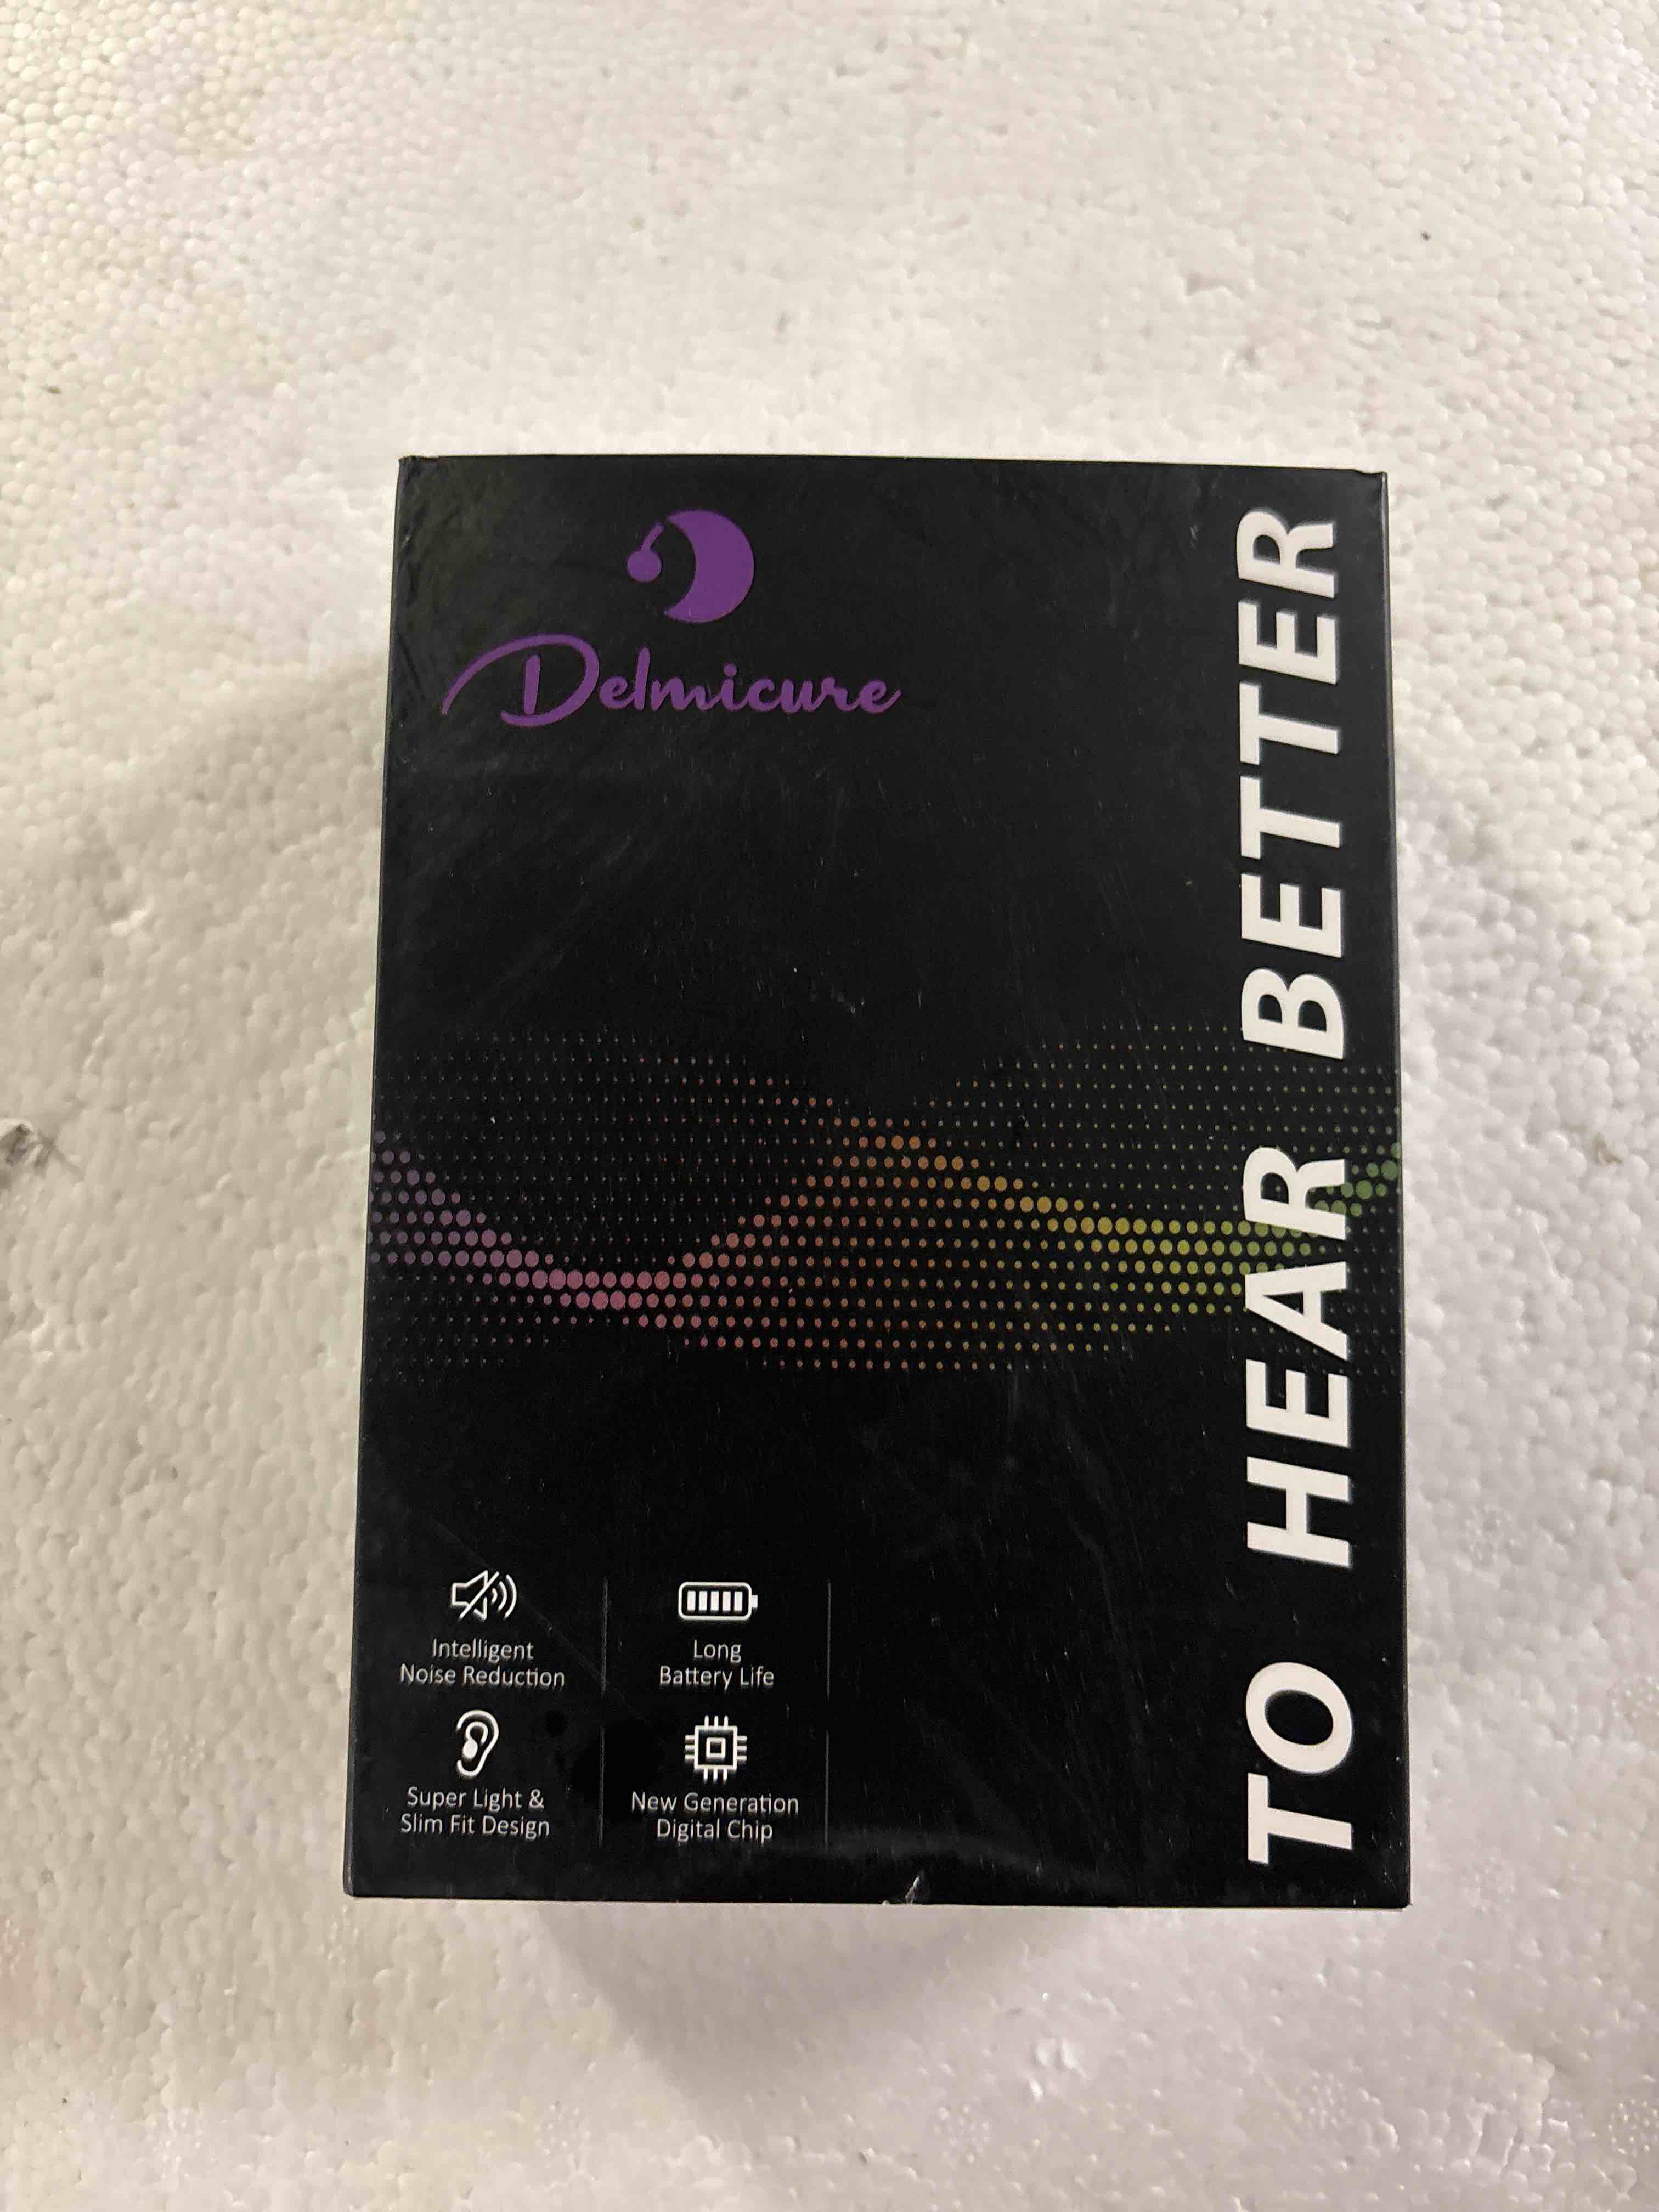 Delmicure
TO HEAR BETTER
Intelligent
Noise Reduction
Long
Battery Life
Super Light &
Slim Fit Design
New Generation
Digital Chip